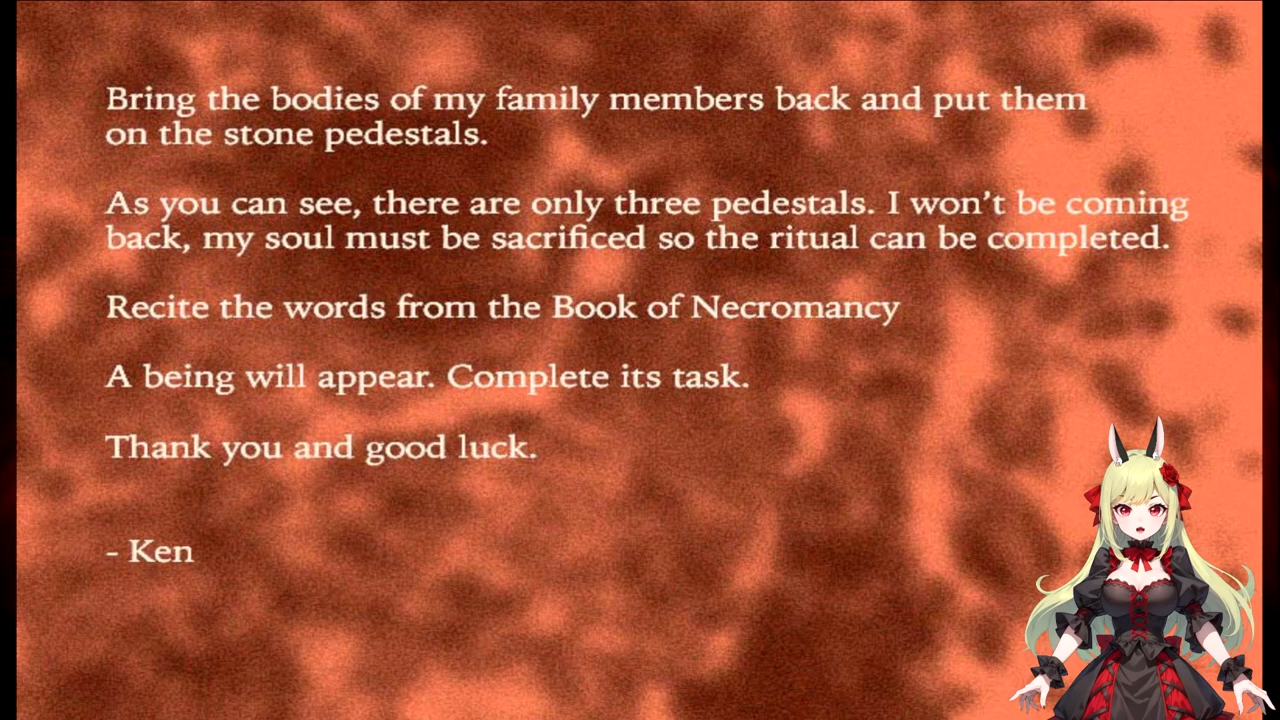 Bring the bodies of my family members back and put them
on the stone pedestals.
As you can see, there are only three pedestals. I won't be coming
back, my soul must be sacrificed so the ritual can be completed.
Recite the words from the Book of Necromancy
A being will appear. Complete its task.
Thank you and good luck.
- Ken